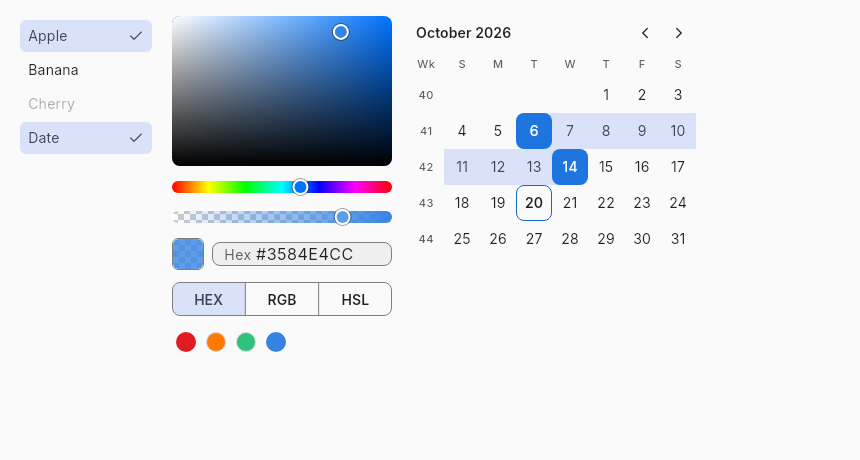 Apple
Banana
Cherry
Date
Hex #3584E4CC
HEX RGB HSL
October 2026
Wk S M T W T F S
40 1 2 3
41 4 5 6 7 8 9 10
42 11 12 13 14 15 16 17
43 18 19 20 21 22 23 24
44 25 26 27 28 29 30 31